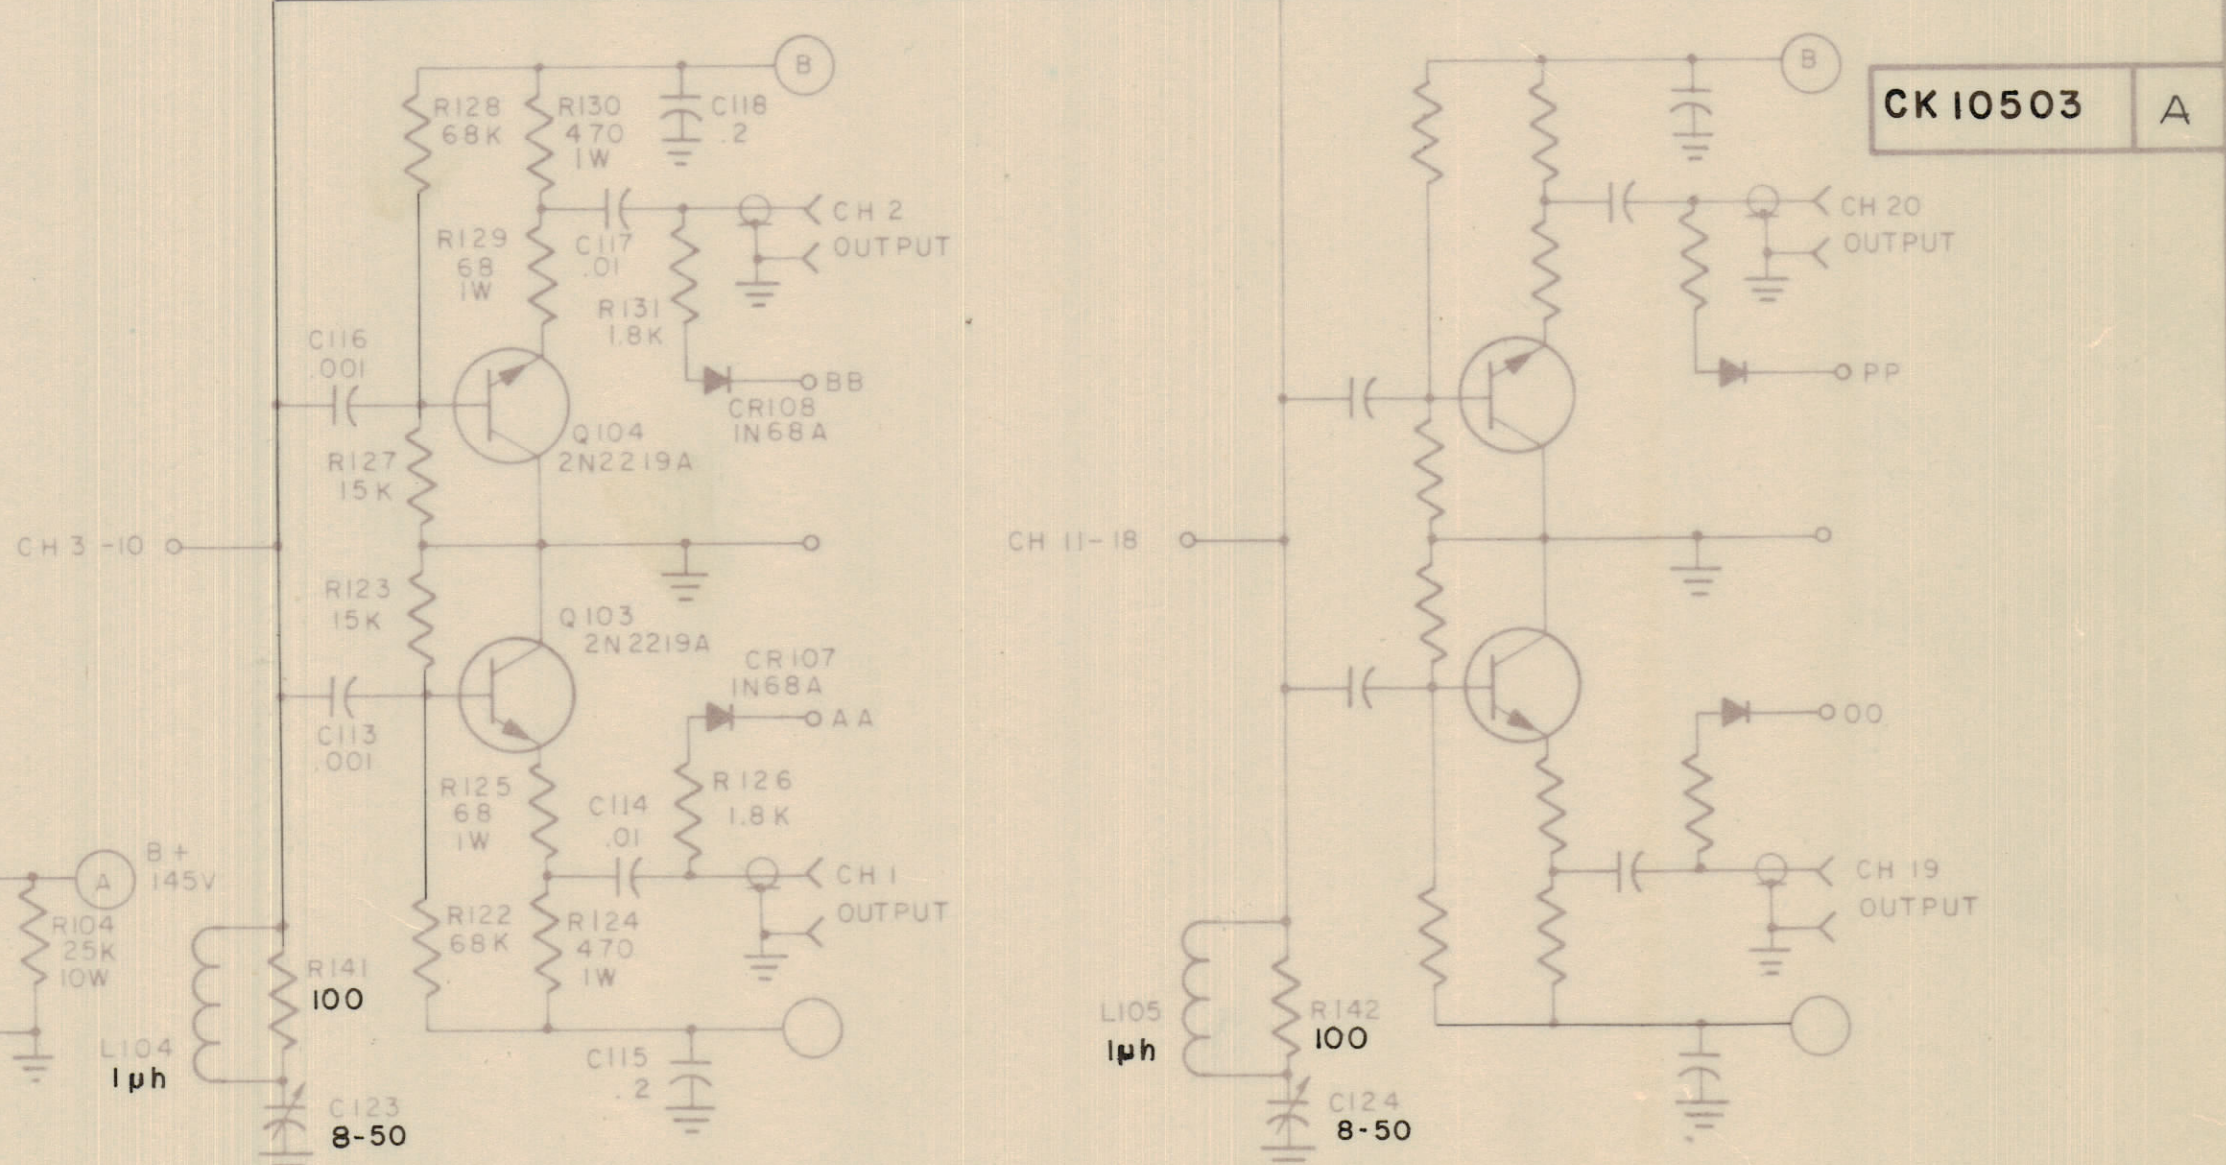 B
R128
68K
R130
470
1W
C118
.2
CH 2
OUTPUT
R129
68
1W
C117
.01
R131
1.8K
C116
.001
BB
CR108
1N68A
Q104
2N2219A
R127
15K
CH 3-10
R123
15K
Q103
2N2219A
CR107
1N68A
AA
C113
.001
R125
68
1W
C114
.01
R126
1.8K
CH 1
OUTPUT
B+
145V
A
R104
25K
10W
R122
68K
R124
470
1W
R141
100
L104
1µh
C115
.2
C123
8-50
B
CK10503
A
CH 20
OUTPUT
PP
CH 11-18
OO
CH 19
OUTPUT
L105
1µh
R142
100
C124
8-50